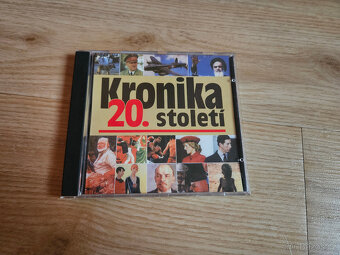 Kronika
20. století